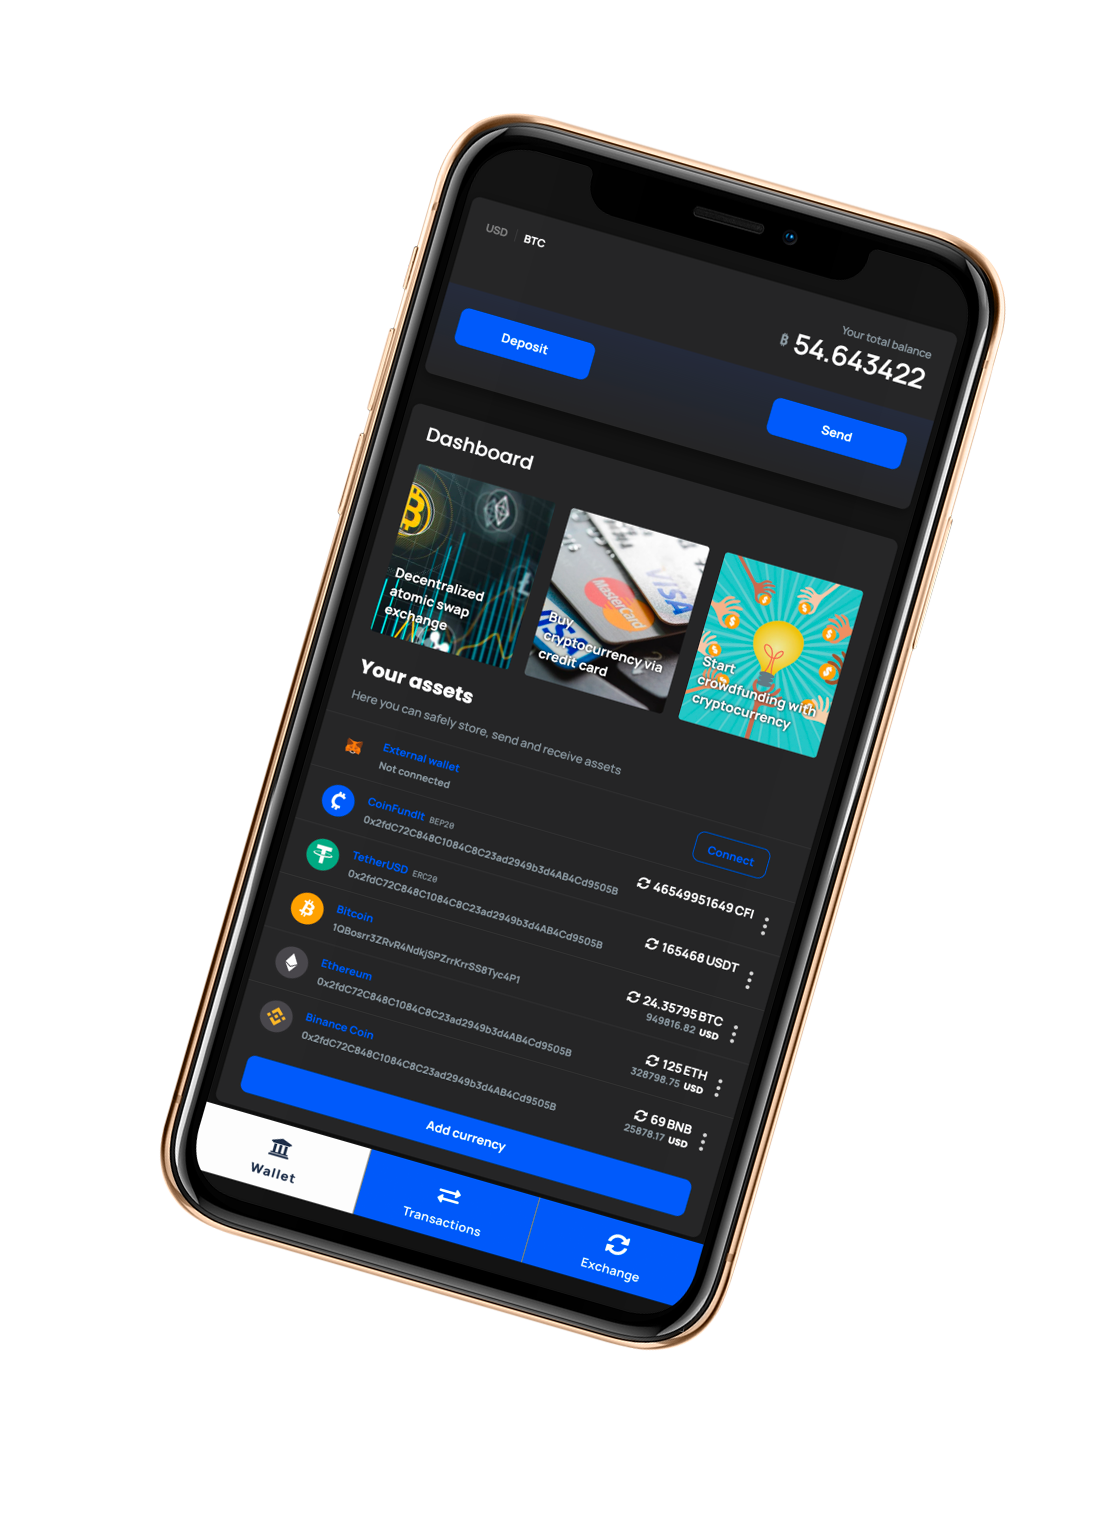 USD BTC
Your total balance
54.643422
Deposit
Send
Dashboard
Decentralized
atomic swap
exchange
MasterCard
VISA
Buy
cryptocurrency via
credit card
Start
crowdfunding with
cryptocurrency
Your assets
Here you can safely store, send and receive assets
External wallet
Not connected
Connect
CoinFundIt BEP20
0x2fdC72C848C1084C8C23ad2949b3d4AB4Cd9505B
46549951649 CFI
TetherUSD ERC20
0x2fdC72C848C1084C8C23ad2949b3d4AB4Cd9505B
165468 USDT
Bitcoin
1QBosrr3ZRvR4NdkjSPZrrKrrSS8Tyc4P1
24.35795 BTC
949816.82 USD
Ethereum
0x2fdC72C848C1084C8C23ad2949b3d4AB4Cd9505B
125 ETH
328798.75 USD
Binance Coin
0x2fdC72C848C1084C8C23ad2949b3d4AB4Cd9505B
69 BNB
25878.17 USD
Add currency
Wallet
Transactions
Exchange